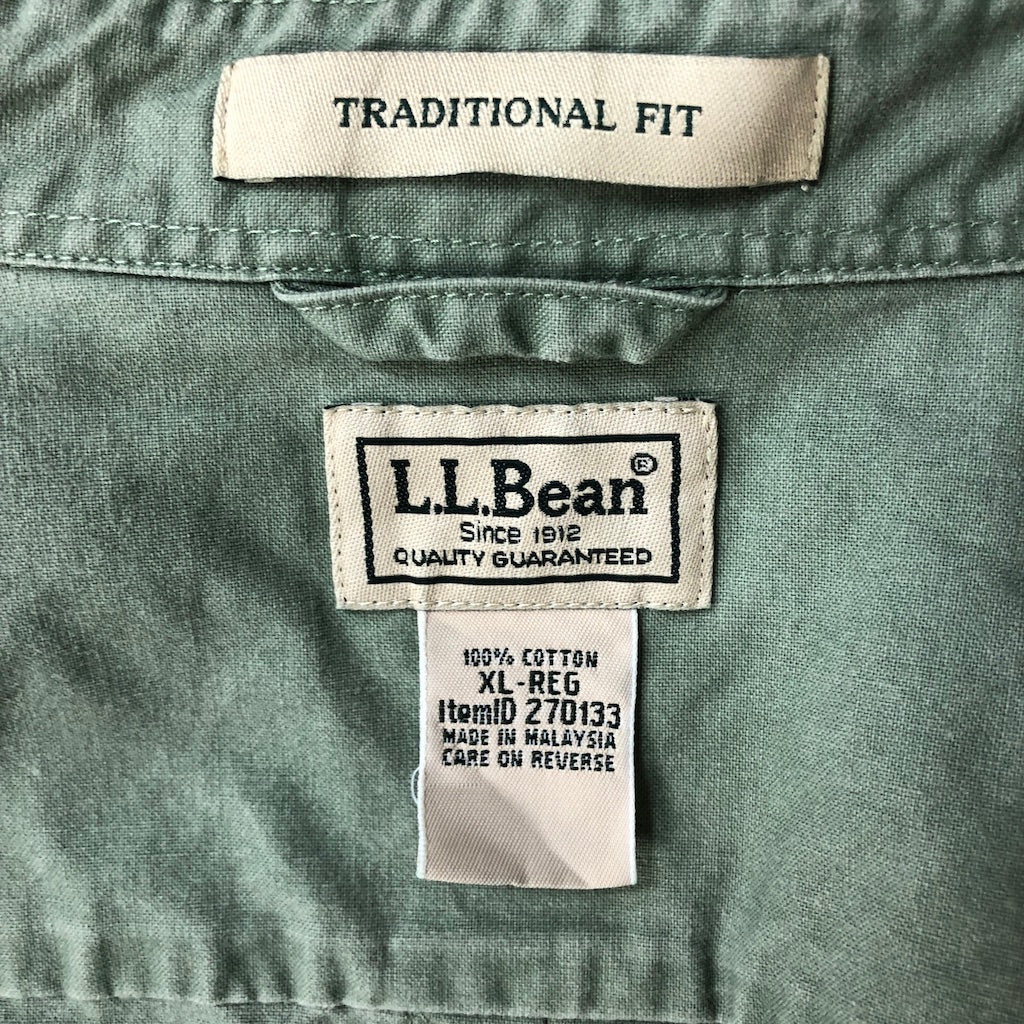 TRADITIONAL FIT
L.L.Bean®
Since 1912
QUALITY GUARANTEED
100% COTTON
XL-REG
ItemID 270133
MADE IN MALAYSIA
CARE ON REVERSE